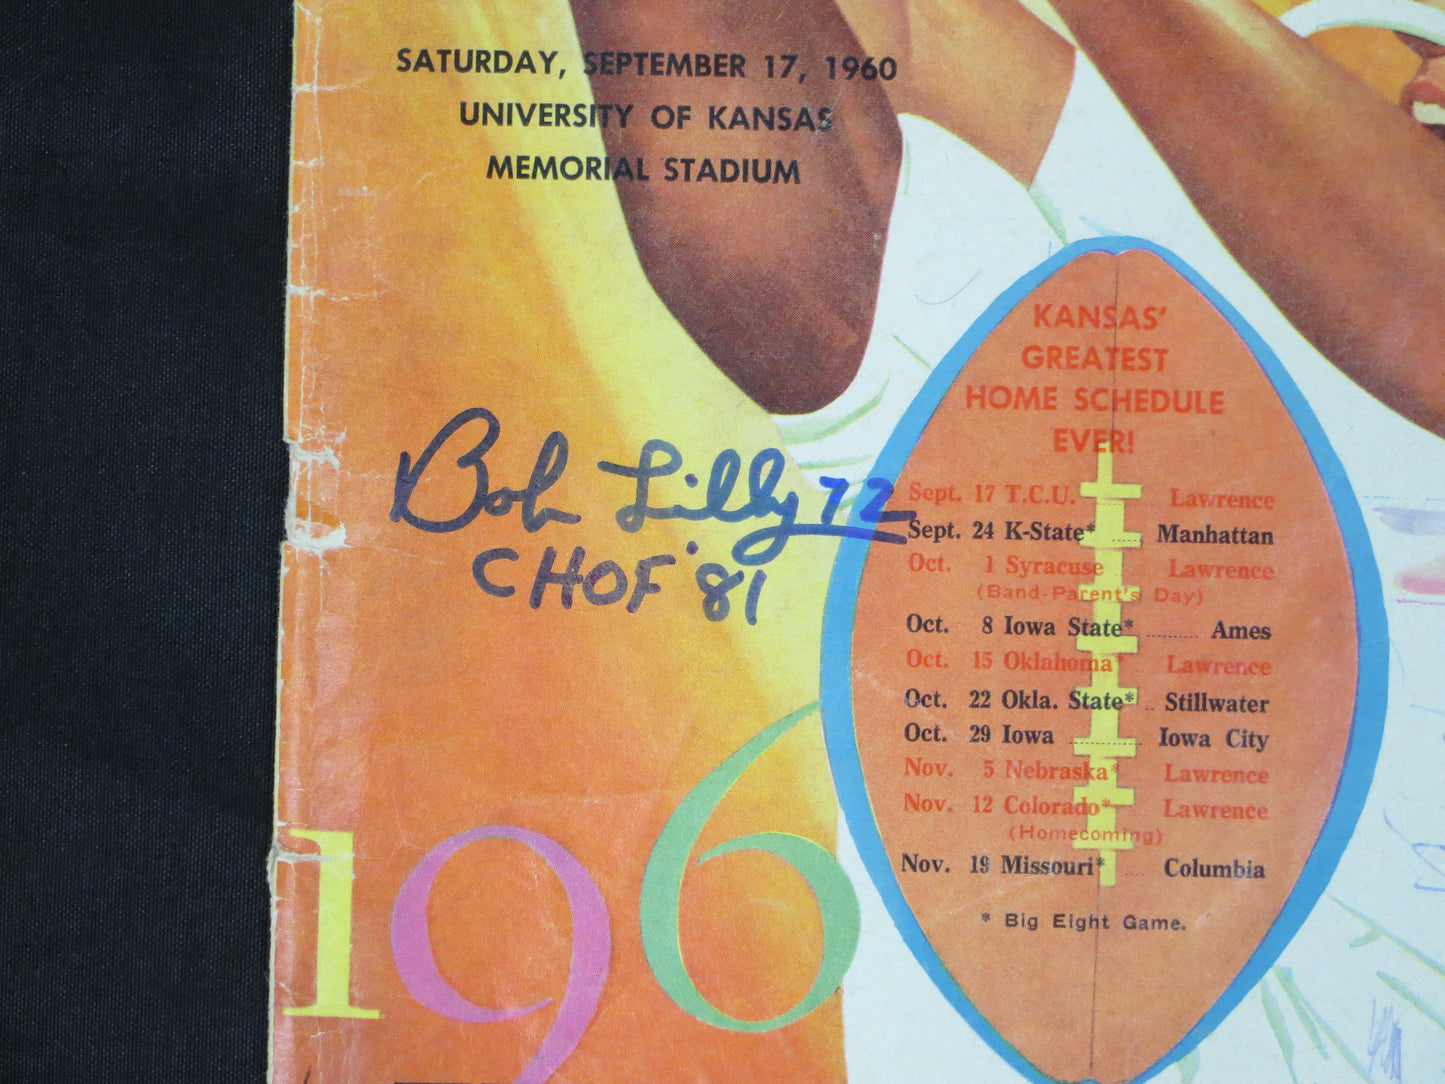 SATURDAY, SEPTEMBER 17, 1960
UNIVERSITY OF KANSAS
MEMORIAL STADIUM
Bob Lilly 72
CHOF '81
KANSAS'
GREATEST
HOME SCHEDULE
EVER!
Sept. 17 T.C.U. Lawrence
Sept. 24 K-State* .... Manhattan
Oct. 1 Syracuse Lawrence
(Band-Parent's Day)
Oct. 8 Iowa State* ........ Ames
Oct. 15 Oklahoma* Lawrence
Oct. 22 Okla. State* .. Stillwater
Oct. 29 Iowa ............ Iowa City
Nov. 5 Nebraska* Lawrence
Nov. 12 Colorado* Lawrence
(Homecoming)
Nov. 19 Missouri* .... Columbia
* Big Eight Game.
196